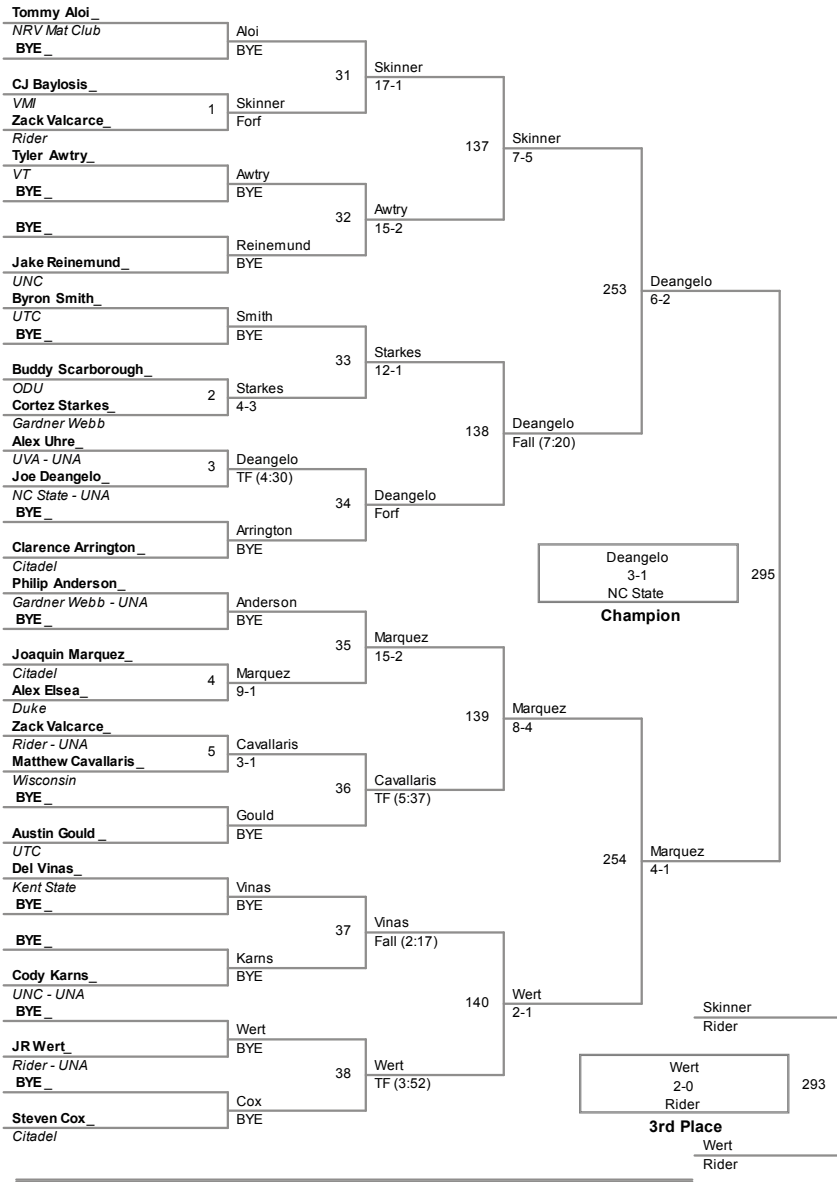 Tommy Aloi_
NRV Mat Club
Aloi
BYE _
BYE
31
Skinner
17-1
CJ Baylosis_
VMI
1
Skinner
Zack Valcarce_
Forf
Rider
137
Skinner
7-5
Tyler Awtry_
VT
Awtry
BYE _
BYE
32
Awtry
15-2
BYE _
Reinemund
Jake Reinemund_
BYE
UNC
253
Deangelo
6-2
Byron Smith_
UTC
Smith
BYE _
BYE
33
Starkes
12-1
Buddy Scarborough_
ODU
2
Starkes
Cortez Starkes_
4-3
Gardner Webb
138
Deangelo
Fall (7:20)
Alex Uhre_
UVA - UNA
3
Deangelo
Joe Deangelo_
TF (4:30)
NC State - UNA
34
Deangelo
Forf
BYE _
Arrington
Clarence Arrington _
BYE
Citadel
Deangelo
3-1
NC State
295
Champion
Philip Anderson_
Gardner Webb - UNA
Anderson
BYE _
BYE
35
Marquez
15-2
Joaquin Marquez_
Citadel
4
Marquez
Alex Elsea_
9-1
Duke
139
Marquez
8-4
Zack Valcarce_
Rider - UNA
5
Cavallaris
Matthew Cavallaris_
3-1
Wisconsin
36
Cavallaris
TF (5:37)
BYE _
Gould
Austin Gould _
BYE
UTC
254
Marquez
4-1
Del Vinas_
Kent State
Vinas
BYE _
BYE
37
Vinas
Fall (2:17)
BYE _
Karns
Cody Karns_
BYE
UNC - UNA
140
Wert
2-1
BYE _
Wert
JR Wert_
BYE
Rider - UNA
38
Wert
TF (3:52)
BYE _
Cox
Steven Cox_
BYE
Citadel
Skinner
Rider
Wert
2-0
Rider
293
3rd Place
Wert
Rider